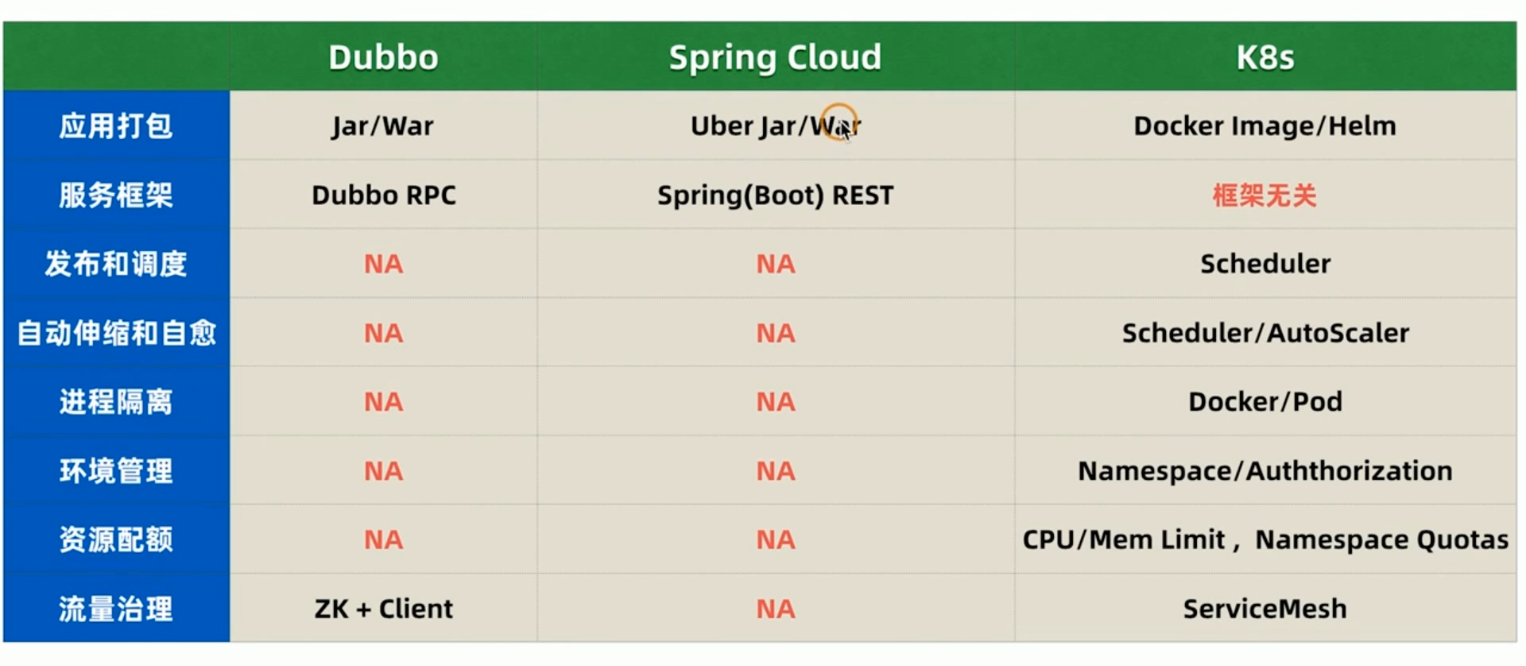 Dubbo Spring Cloud K8s
应用打包 Jar/War Uber Jar/War Docker Image/Helm
服务框架 Dubbo RPC Spring(Boot) REST 框架无关
发布和调度 NA NA Scheduler
自动伸缩和自愈 NA NA Scheduler/AutoScaler
进程隔离 NA NA Docker/Pod
环境管理 NA NA Namespace/Auththorization
资源配额 NA NA CPU/Mem Limit，Namespace Quotas
流量治理 ZK + Client NA ServiceMesh